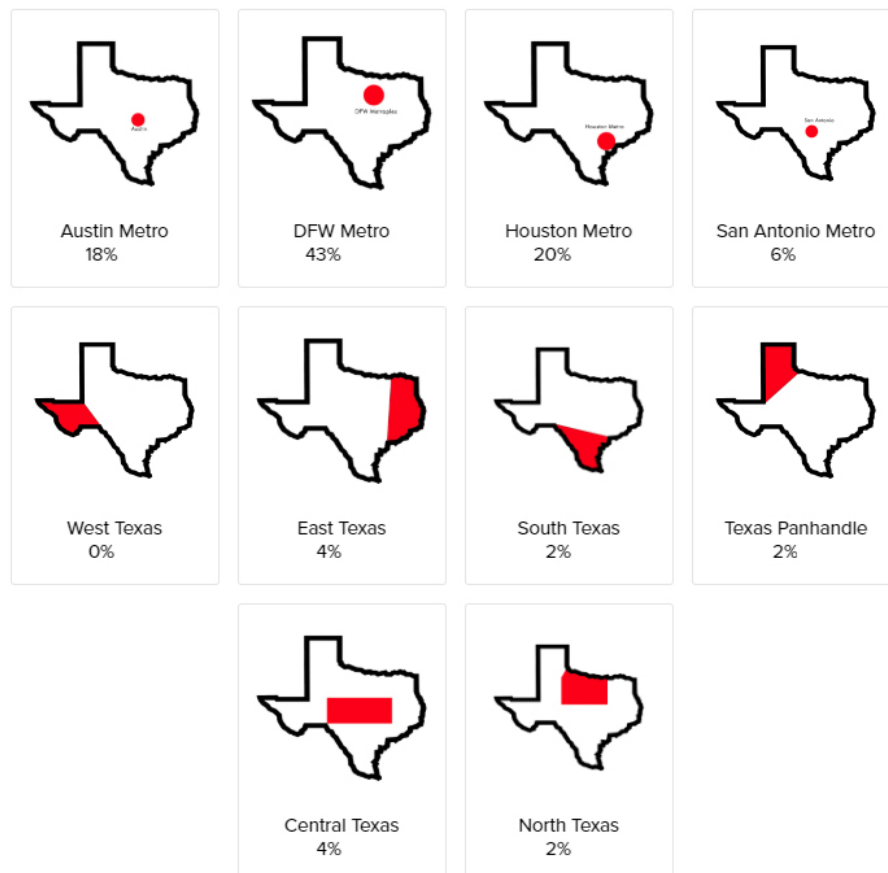 Austin
DFW Metroplex
Houston Metro
San Antonio
Austin Metro
18%
DFW Metro
43%
Houston Metro
20%
San Antonio Metro
6%
West Texas
0%
East Texas
4%
South Texas
2%
Texas Panhandle
2%
Central Texas
4%
North Texas
2%